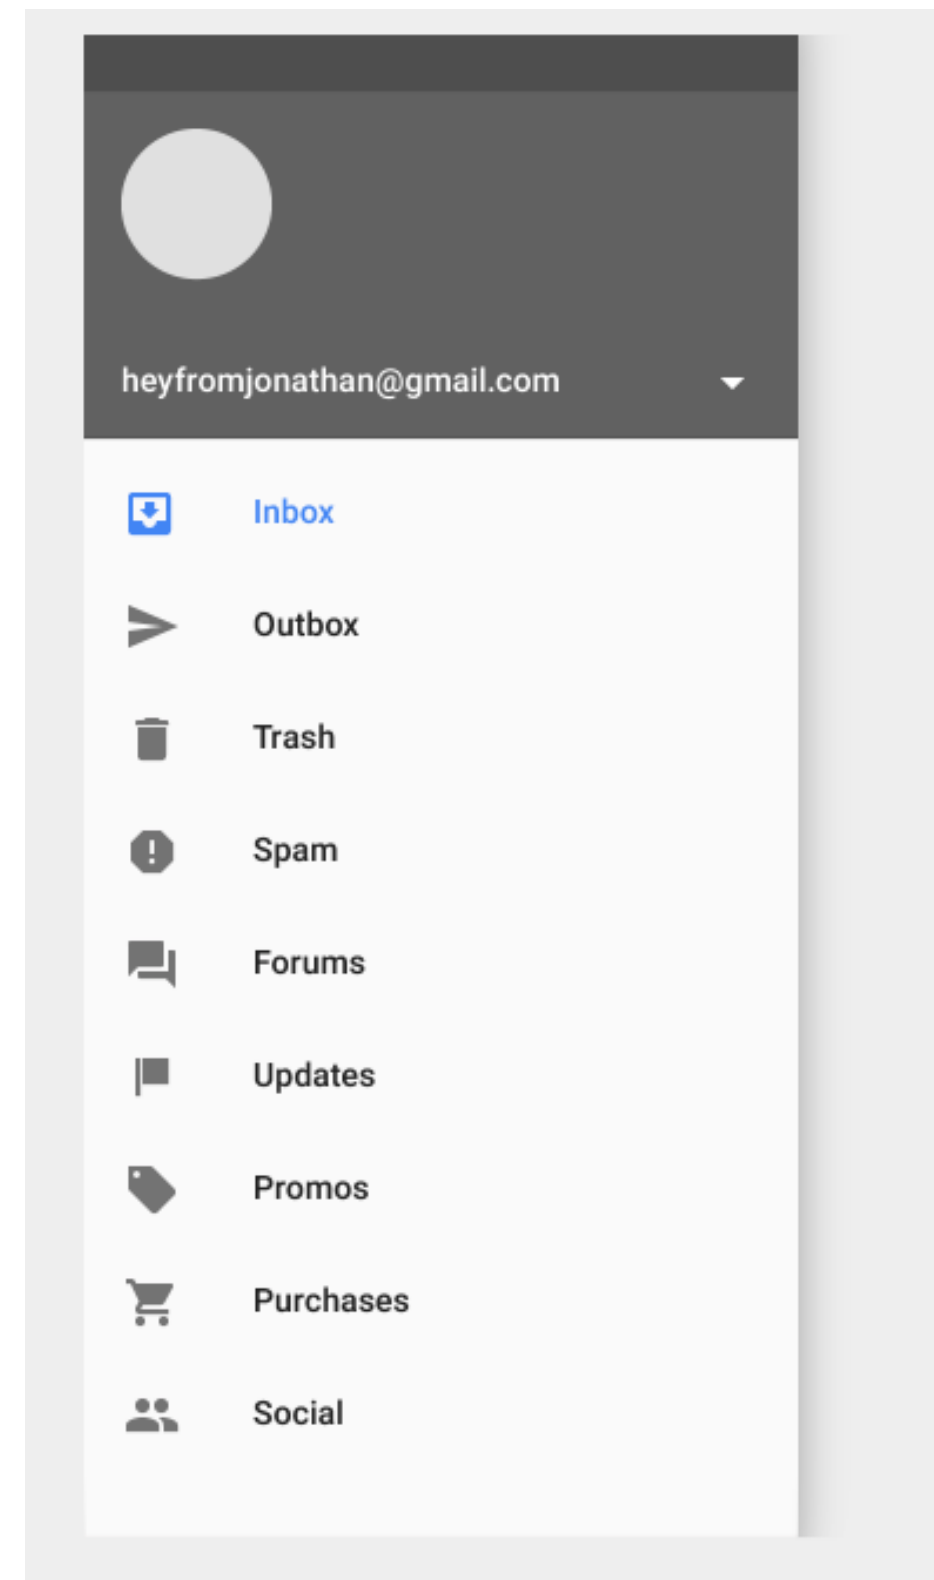 heyfromjonathan@gmail.com
Inbox
Outbox
Trash
Spam
Forums
Updates
Promos
Purchases
Social